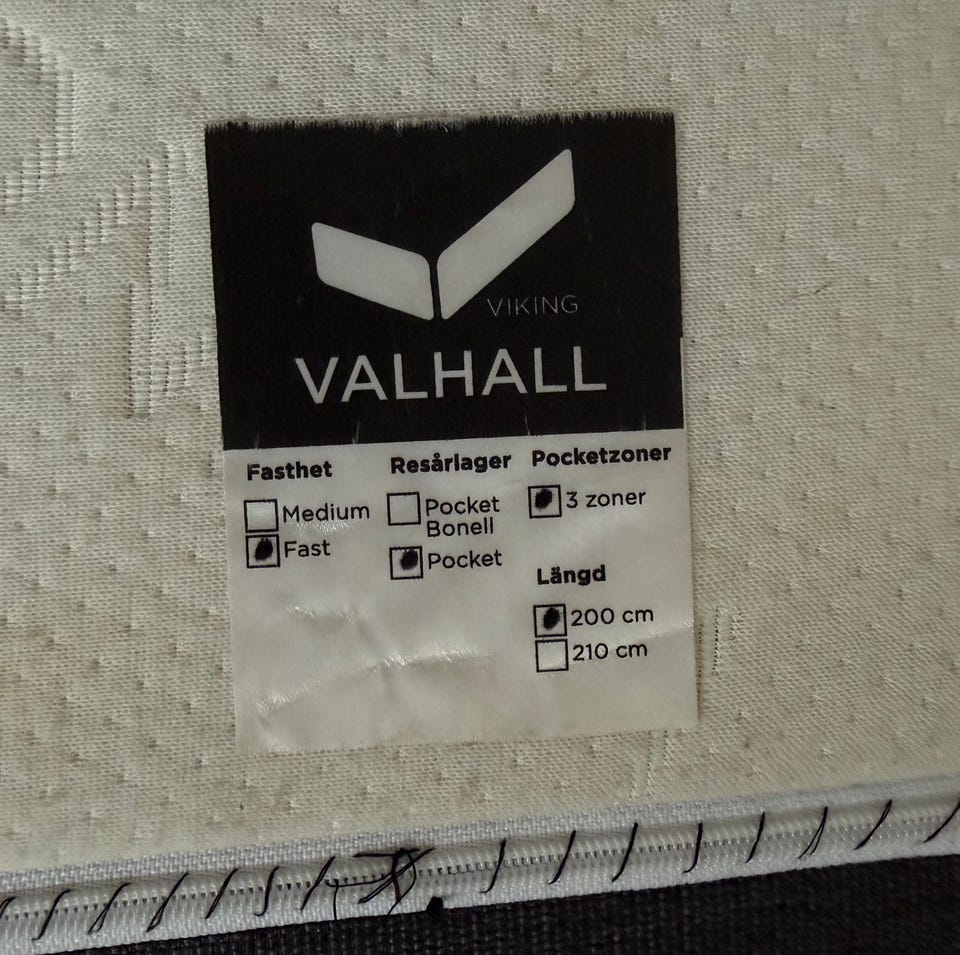 VIKING
VALHALL
Fasthet
Medium
Fast
Resårlager
Pocket
Bonell
Pocket
Pocketzoner
3 zoner
Längd
200 cm
210 cm